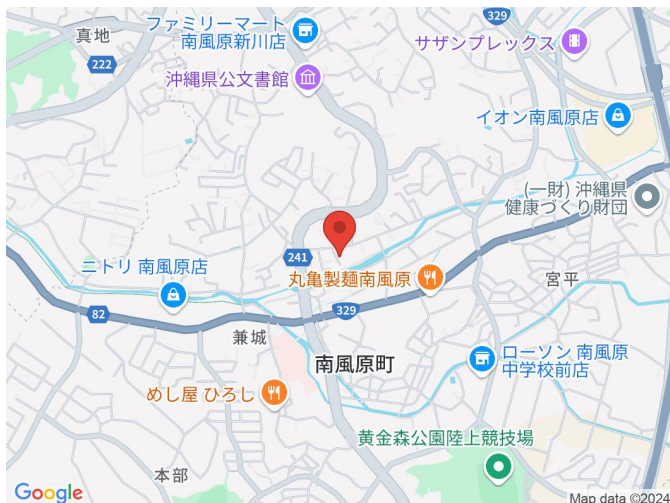 ファミリーマート
南風原新川店
329
真地
サザンプレックス
222
沖縄県公文書館
イオン南風原店
(一財) 沖縄県
健康づくり財団
241
ニトリ 南風原店
丸亀製麺南風原
宮平
82
329
兼城
南風原町
ローソン 南風原
中学校前店
めし屋 ひろし
黄金森公園陸上競技場
本部
Google
Map data ©2024